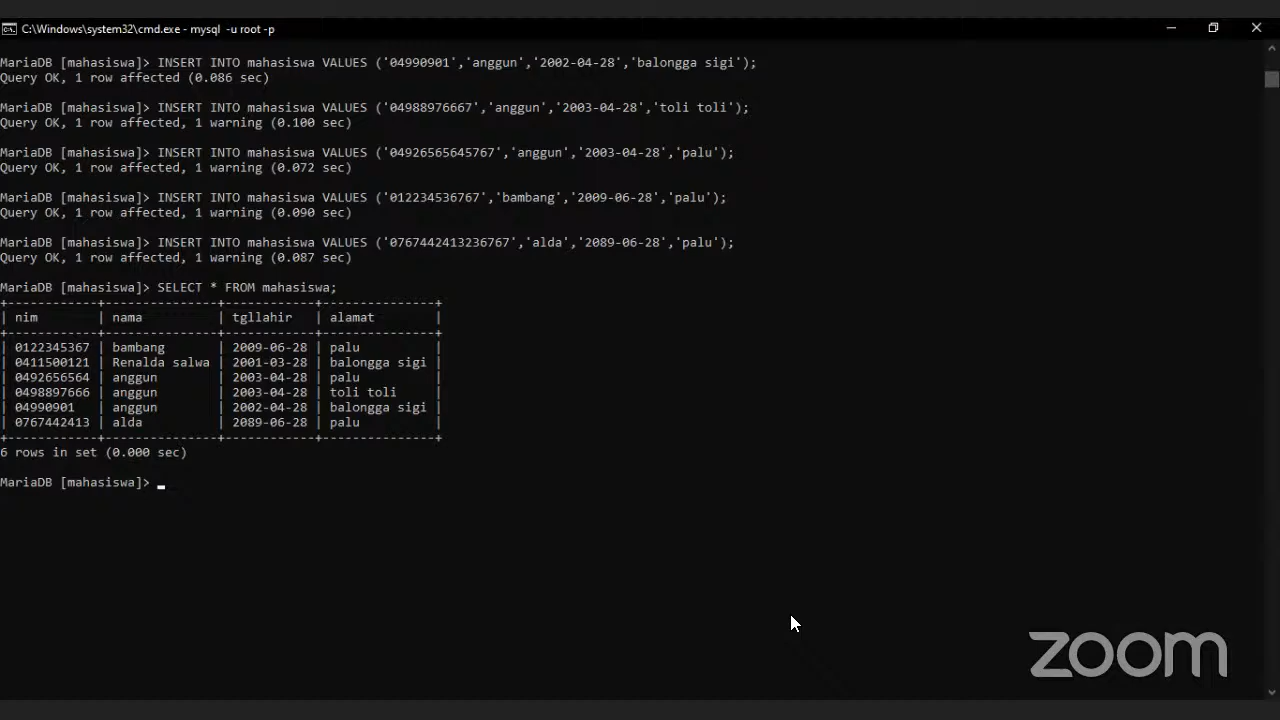 C:\Windows\system32\cmd.exe - mysql  -u root -p
MariaDB [mahasiswa]> INSERT INTO mahasiswa VALUES ('04990901','anggun','2002-04-28','balongga sigi');
Query OK, 1 row affected (0.086 sec)
MariaDB [mahasiswa]> INSERT INTO mahasiswa VALUES ('04988976667','anggun','2003-04-28','toli toli');
Query OK, 1 row affected, 1 warning (0.100 sec)
MariaDB [mahasiswa]> INSERT INTO mahasiswa VALUES ('04926565645767','anggun','2003-04-28','palu');
Query OK, 1 row affected, 1 warning (0.072 sec)
MariaDB [mahasiswa]> INSERT INTO mahasiswa VALUES ('012234536767','bambang','2009-06-28','palu');
Query OK, 1 row affected, 1 warning (0.090 sec)
MariaDB [mahasiswa]> INSERT INTO mahasiswa VALUES ('0767442413236767','alda','2089-06-28','palu');
Query OK, 1 row affected, 1 warning (0.087 sec)
MariaDB [mahasiswa]> SELECT * FROM mahasiswa;
+------------+---------------+------------+---------------+
| nim        | nama          | tgllahir   | alamat        |
+------------+---------------+------------+---------------+
| 0122345367 | bambang       | 2009-06-28 | palu          |
| 0411500121 | Renalda salwa | 2001-03-28 | balongga sigi |
| 0492656564 | anggun        | 2003-04-28 | palu          |
| 0498897666 | anggun        | 2003-04-28 | toli toli     |
| 04990901   | anggun        | 2002-04-28 | balongga sigi |
| 0767442413 | alda          | 2089-06-28 | palu          |
+------------+---------------+------------+---------------+
6 rows in set (0.000 sec)
MariaDB [mahasiswa]> _
zoom